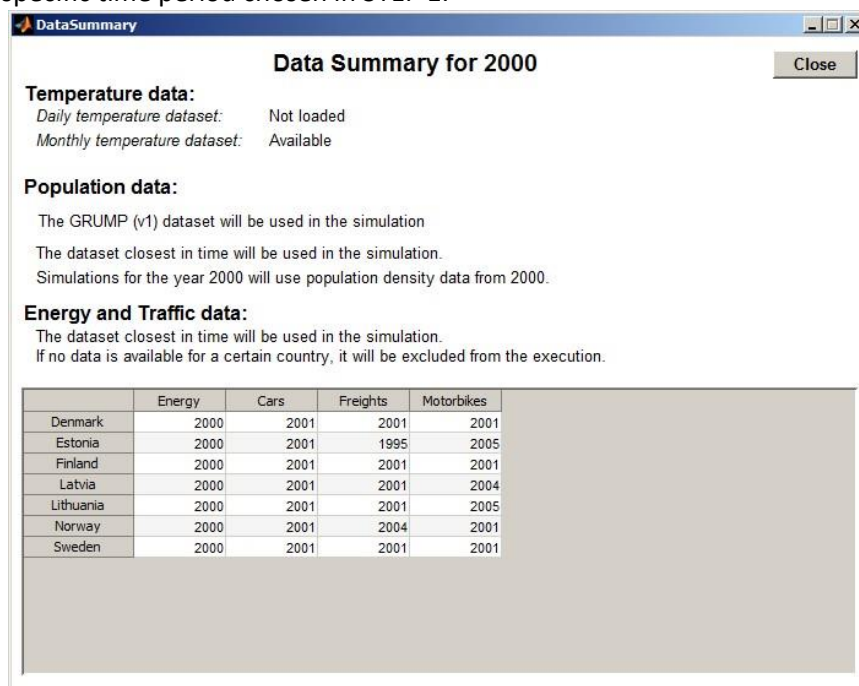 specific time period chosen in STEP 1.
DataSummary
Data Summary for 2000
Close
Temperature data:
Daily temperature dataset: Not loaded
Monthly temperature dataset: Available
Population data:
The GRUMP (v1) dataset will be used in the simulation
The dataset closest in time will be used in the simulation.
Simulations for the year 2000 will use population density data from 2000.
Energy and Traffic data:
The dataset closest in time will be used in the simulation.
If no data is available for a certain country, it will be excluded from the execution.
Energy Cars Freights Motorbikes
Denmark 2000 2001 2001 2001
Estonia 2000 2001 1995 2005
Finland 2000 2001 2001 2001
Latvia 2000 2001 2001 2004
Lithuania 2000 2001 2001 2005
Norway 2000 2001 2004 2001
Sweden 2000 2001 2001 2001